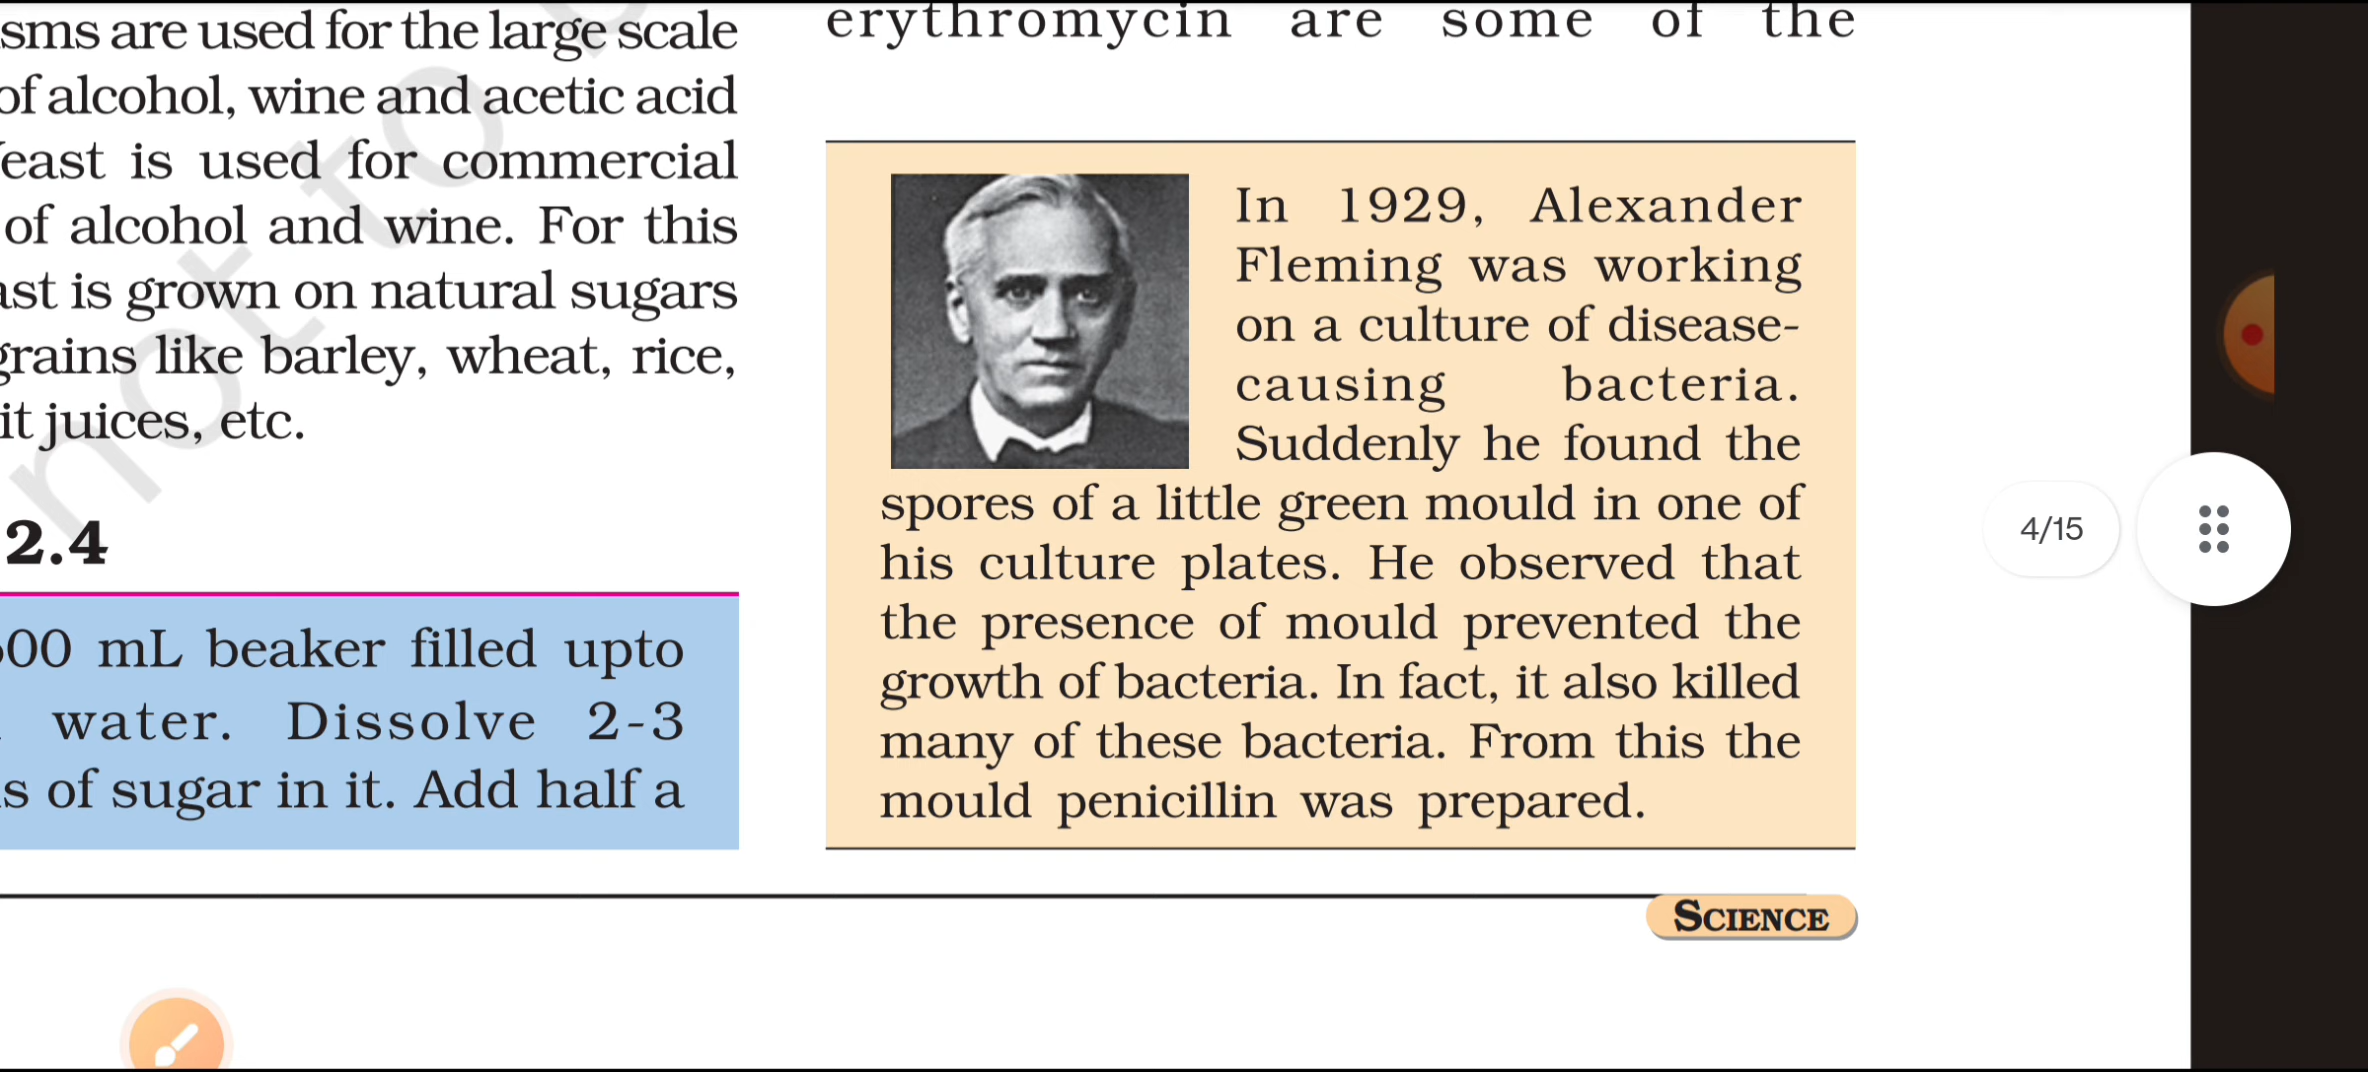 sms are used for the large scale
of alcohol, wine and acetic acid
east is used for commercial
of alcohol and wine. For this
ast is grown on natural sugars
grains like barley, wheat, rice,
it juices, etc.
2.4
00 mL beaker filled upto
water. Dissolve 2-3
s of sugar in it. Add half a
erythromycin are some of the
In 1929, Alexander
Fleming was working
on a culture of disease-
causing bacteria.
Suddenly he found the
spores of a little green mould in one of
his culture plates. He observed that
the presence of mould prevented the
growth of bacteria. In fact, it also killed
many of these bacteria. From this the
mould penicillin was prepared.
SCIENCE
4/15
not to b